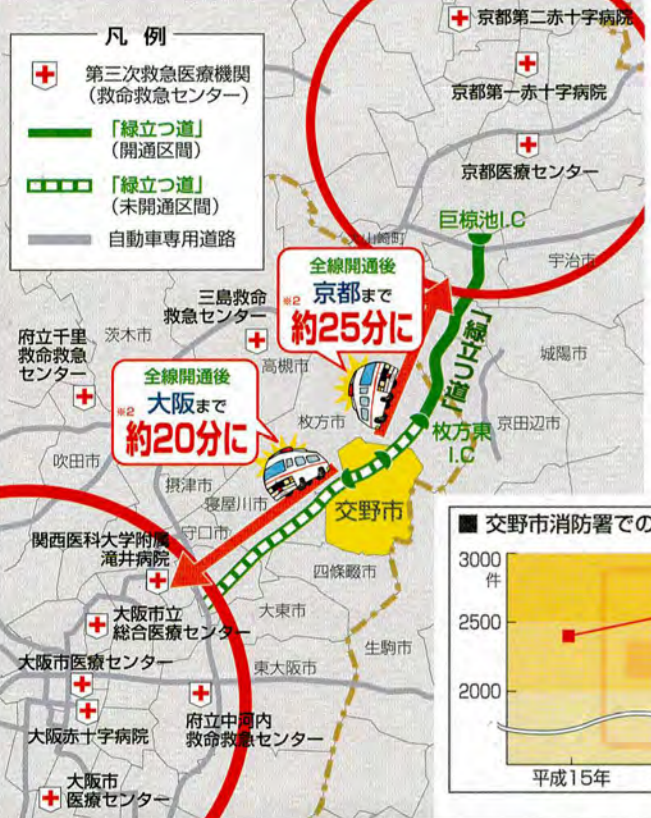 凡例
第三次救急医療機関
(救命救急センター)
「緑立つ道」
(開通区間)
「緑立つ道」
(未開通区間)
自動車専用道路
京都第二赤十字病院
京都第一赤十字病院
京都医療センター
巨椋池I.C
大山崎町
宇治市
全線開通後
※2 京都まで
約25分に
三島救命
救急センター
茨木市
府立千里
救命救急
センター
高槻市
「緑立つ道」
城陽市
全線開通後
※2 大阪まで
約20分に
枚方市
枚方東
I.C
京田辺市
吹田市
摂津市
寝屋川市
交野市
守口市
関西医科大学附属
滝井病院
四條畷市
大阪市立
総合医療センター
大東市
生駒市
大阪市医療センター
東大阪市
大阪赤十字病院
府立中河内
救命救急センター
大阪市
医療センター
■ 交野市消防署での
3000
件
2500
2000
平成15年